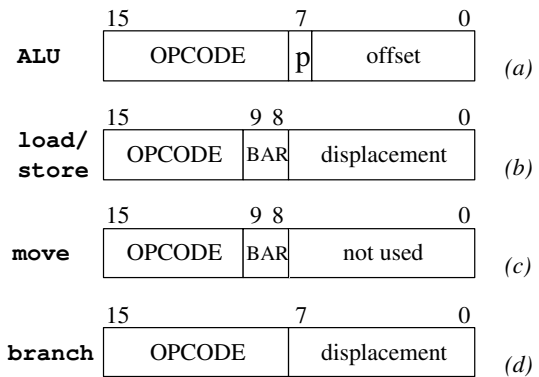 15 7 0
ALU OPCODE p offset (a)
15 9 8 0
load/
store OPCODE BAR displacement (b)
15 9 8 0
move OPCODE BAR not used (c)
15 7 0
branch OPCODE displacement (d)